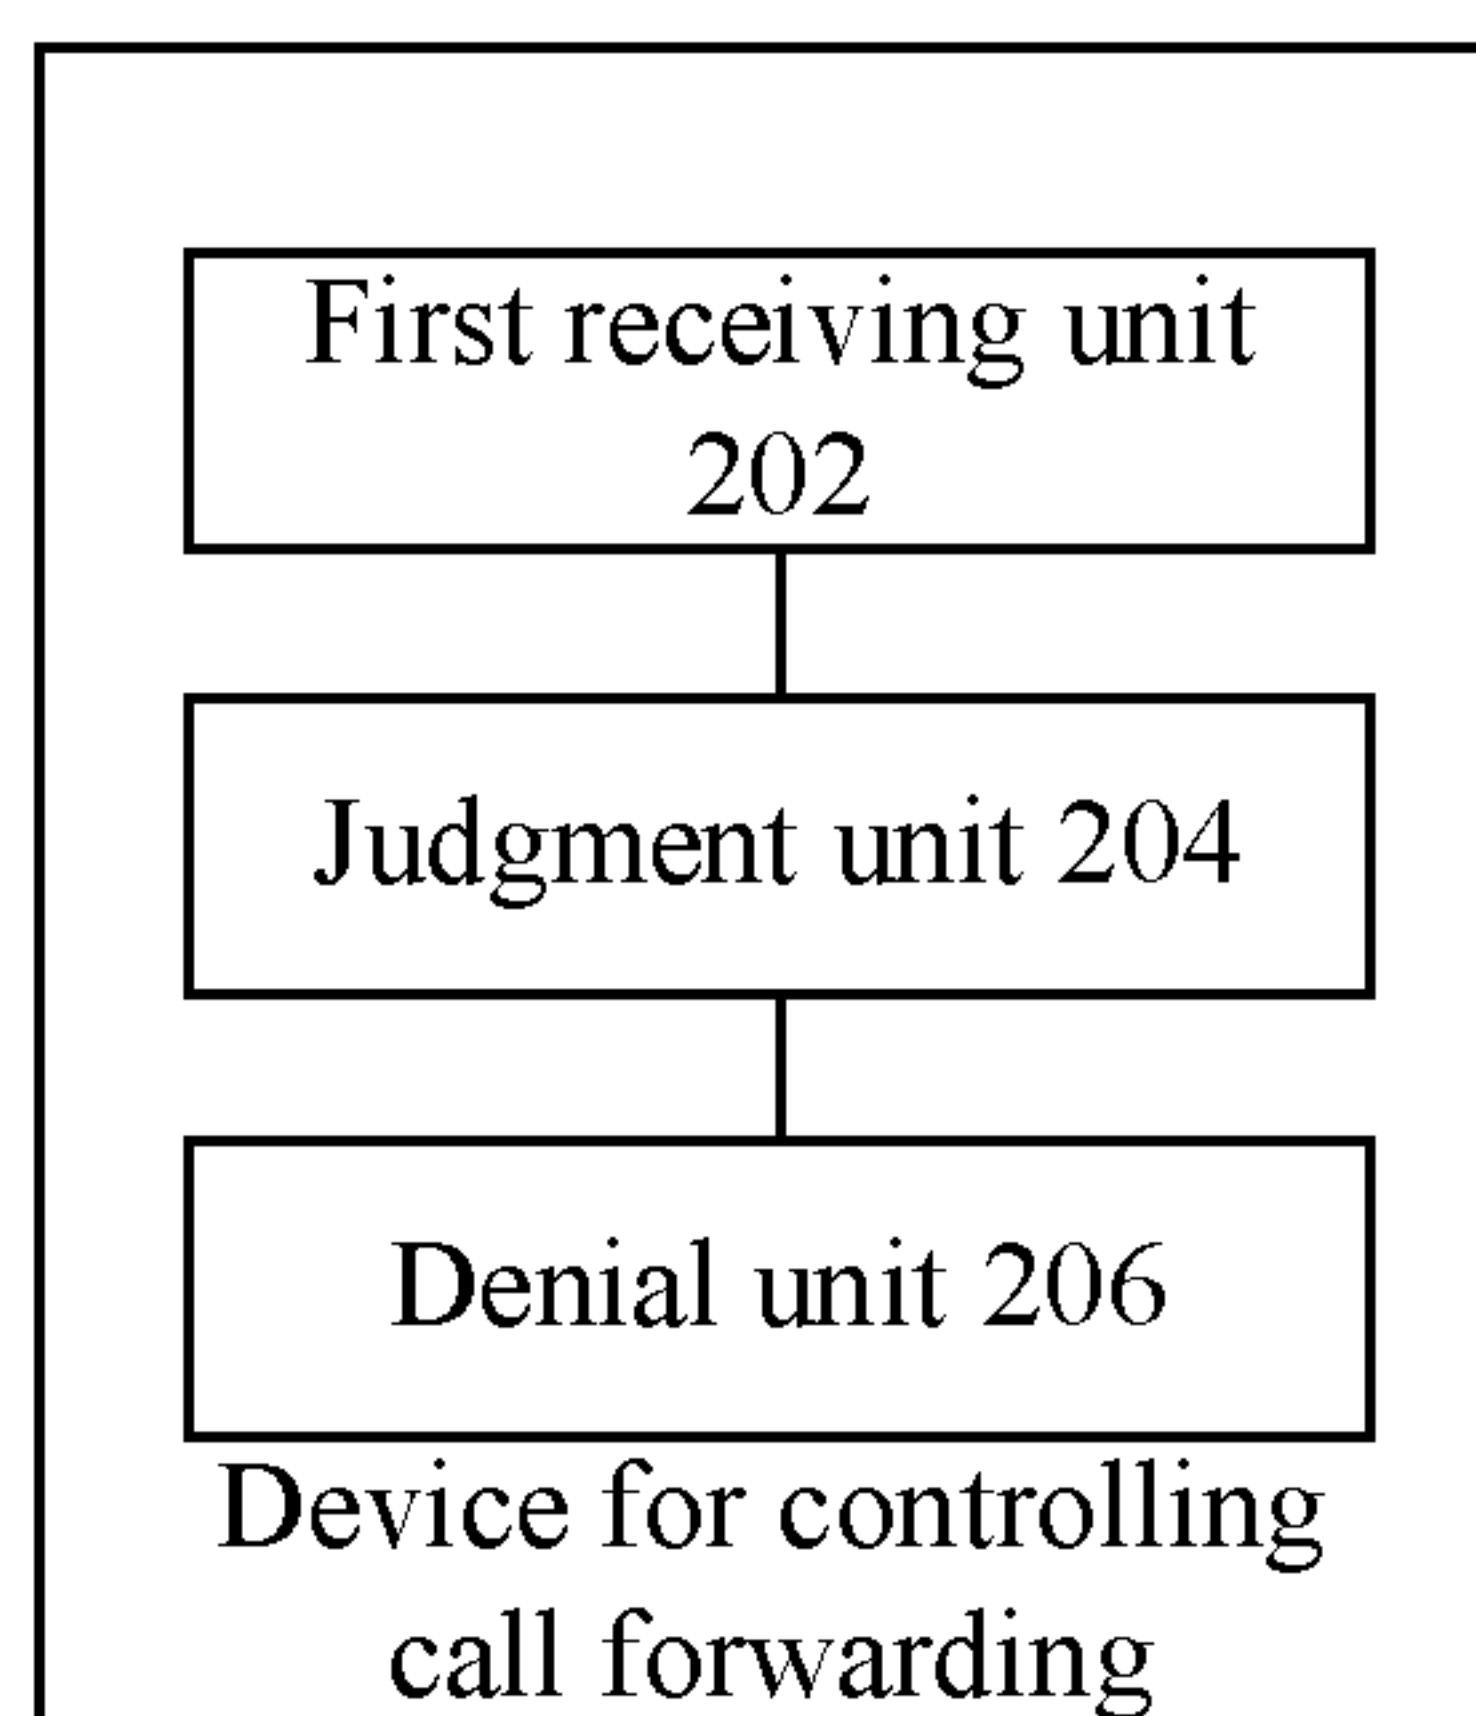 First receiving unit
202
Judgment unit 204
Denial unit 206
Device for controlling
call forwarding